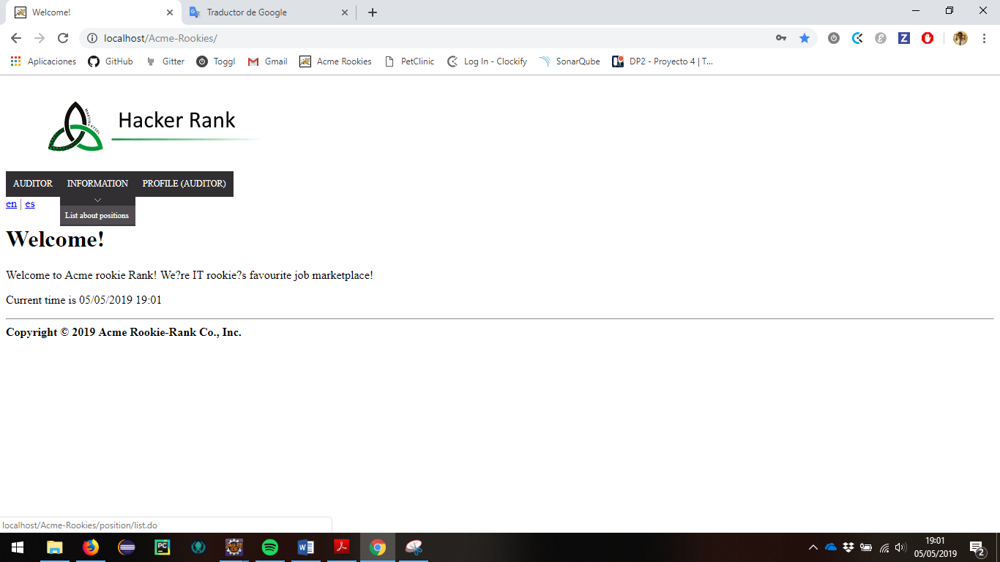 Welcome!
Traductor de Google
localhost/Acme-Rookies/
Aplicaciones
GitHub
Gitter
Toggl
Gmail
Acme Rookies
PetClinic
Log In - Clockify
SonarQube
DP2 - Proyecto 4 | T...
Hacker Rank
AUDITOR
INFORMATION
PROFILE (AUDITOR)
en | es
List about positions
Welcome!
Welcome to Acme rookie Rank! We?re IT rookie?s favourite job marketplace!
Current time is 05/05/2019 19:01
Copyright © 2019 Acme Rookie-Rank Co., Inc.
localhost/Acme-Rookies/position/list.do
19:01
05/05/2019
2